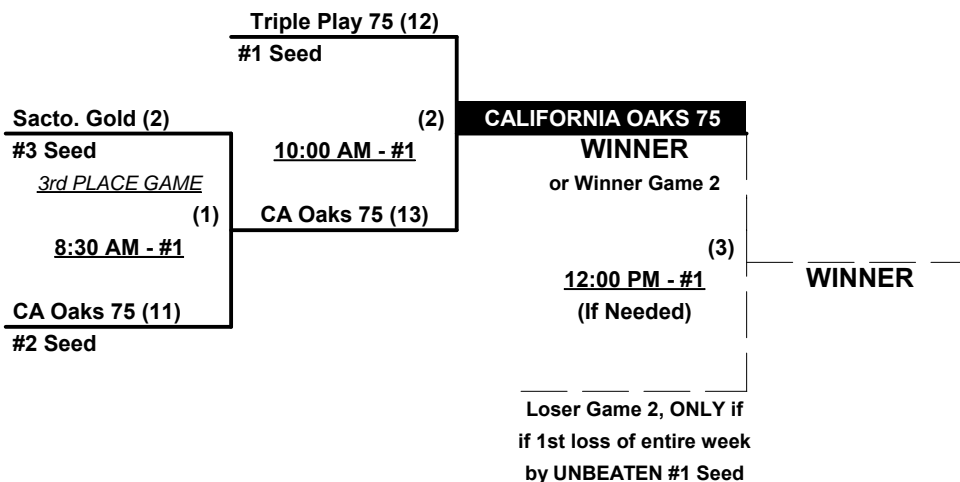 Triple Play 75 (12)
#1 Seed
Sacto. Gold (2)
#3 Seed
3rd PLACE GAME
(1)
8:30 AM - #1
CA Oaks 75 (11)
#2 Seed
(2)
10:00 AM - #1
CA Oaks 75 (13)
CALIFORNIA OAKS 75
WINNER
or Winner Game 2
(3)
12:00 PM - #1
(If Needed)
WINNER
Loser Game 2, ONLY if
if 1st loss of entire week
by UNBEATEN #1 Seed